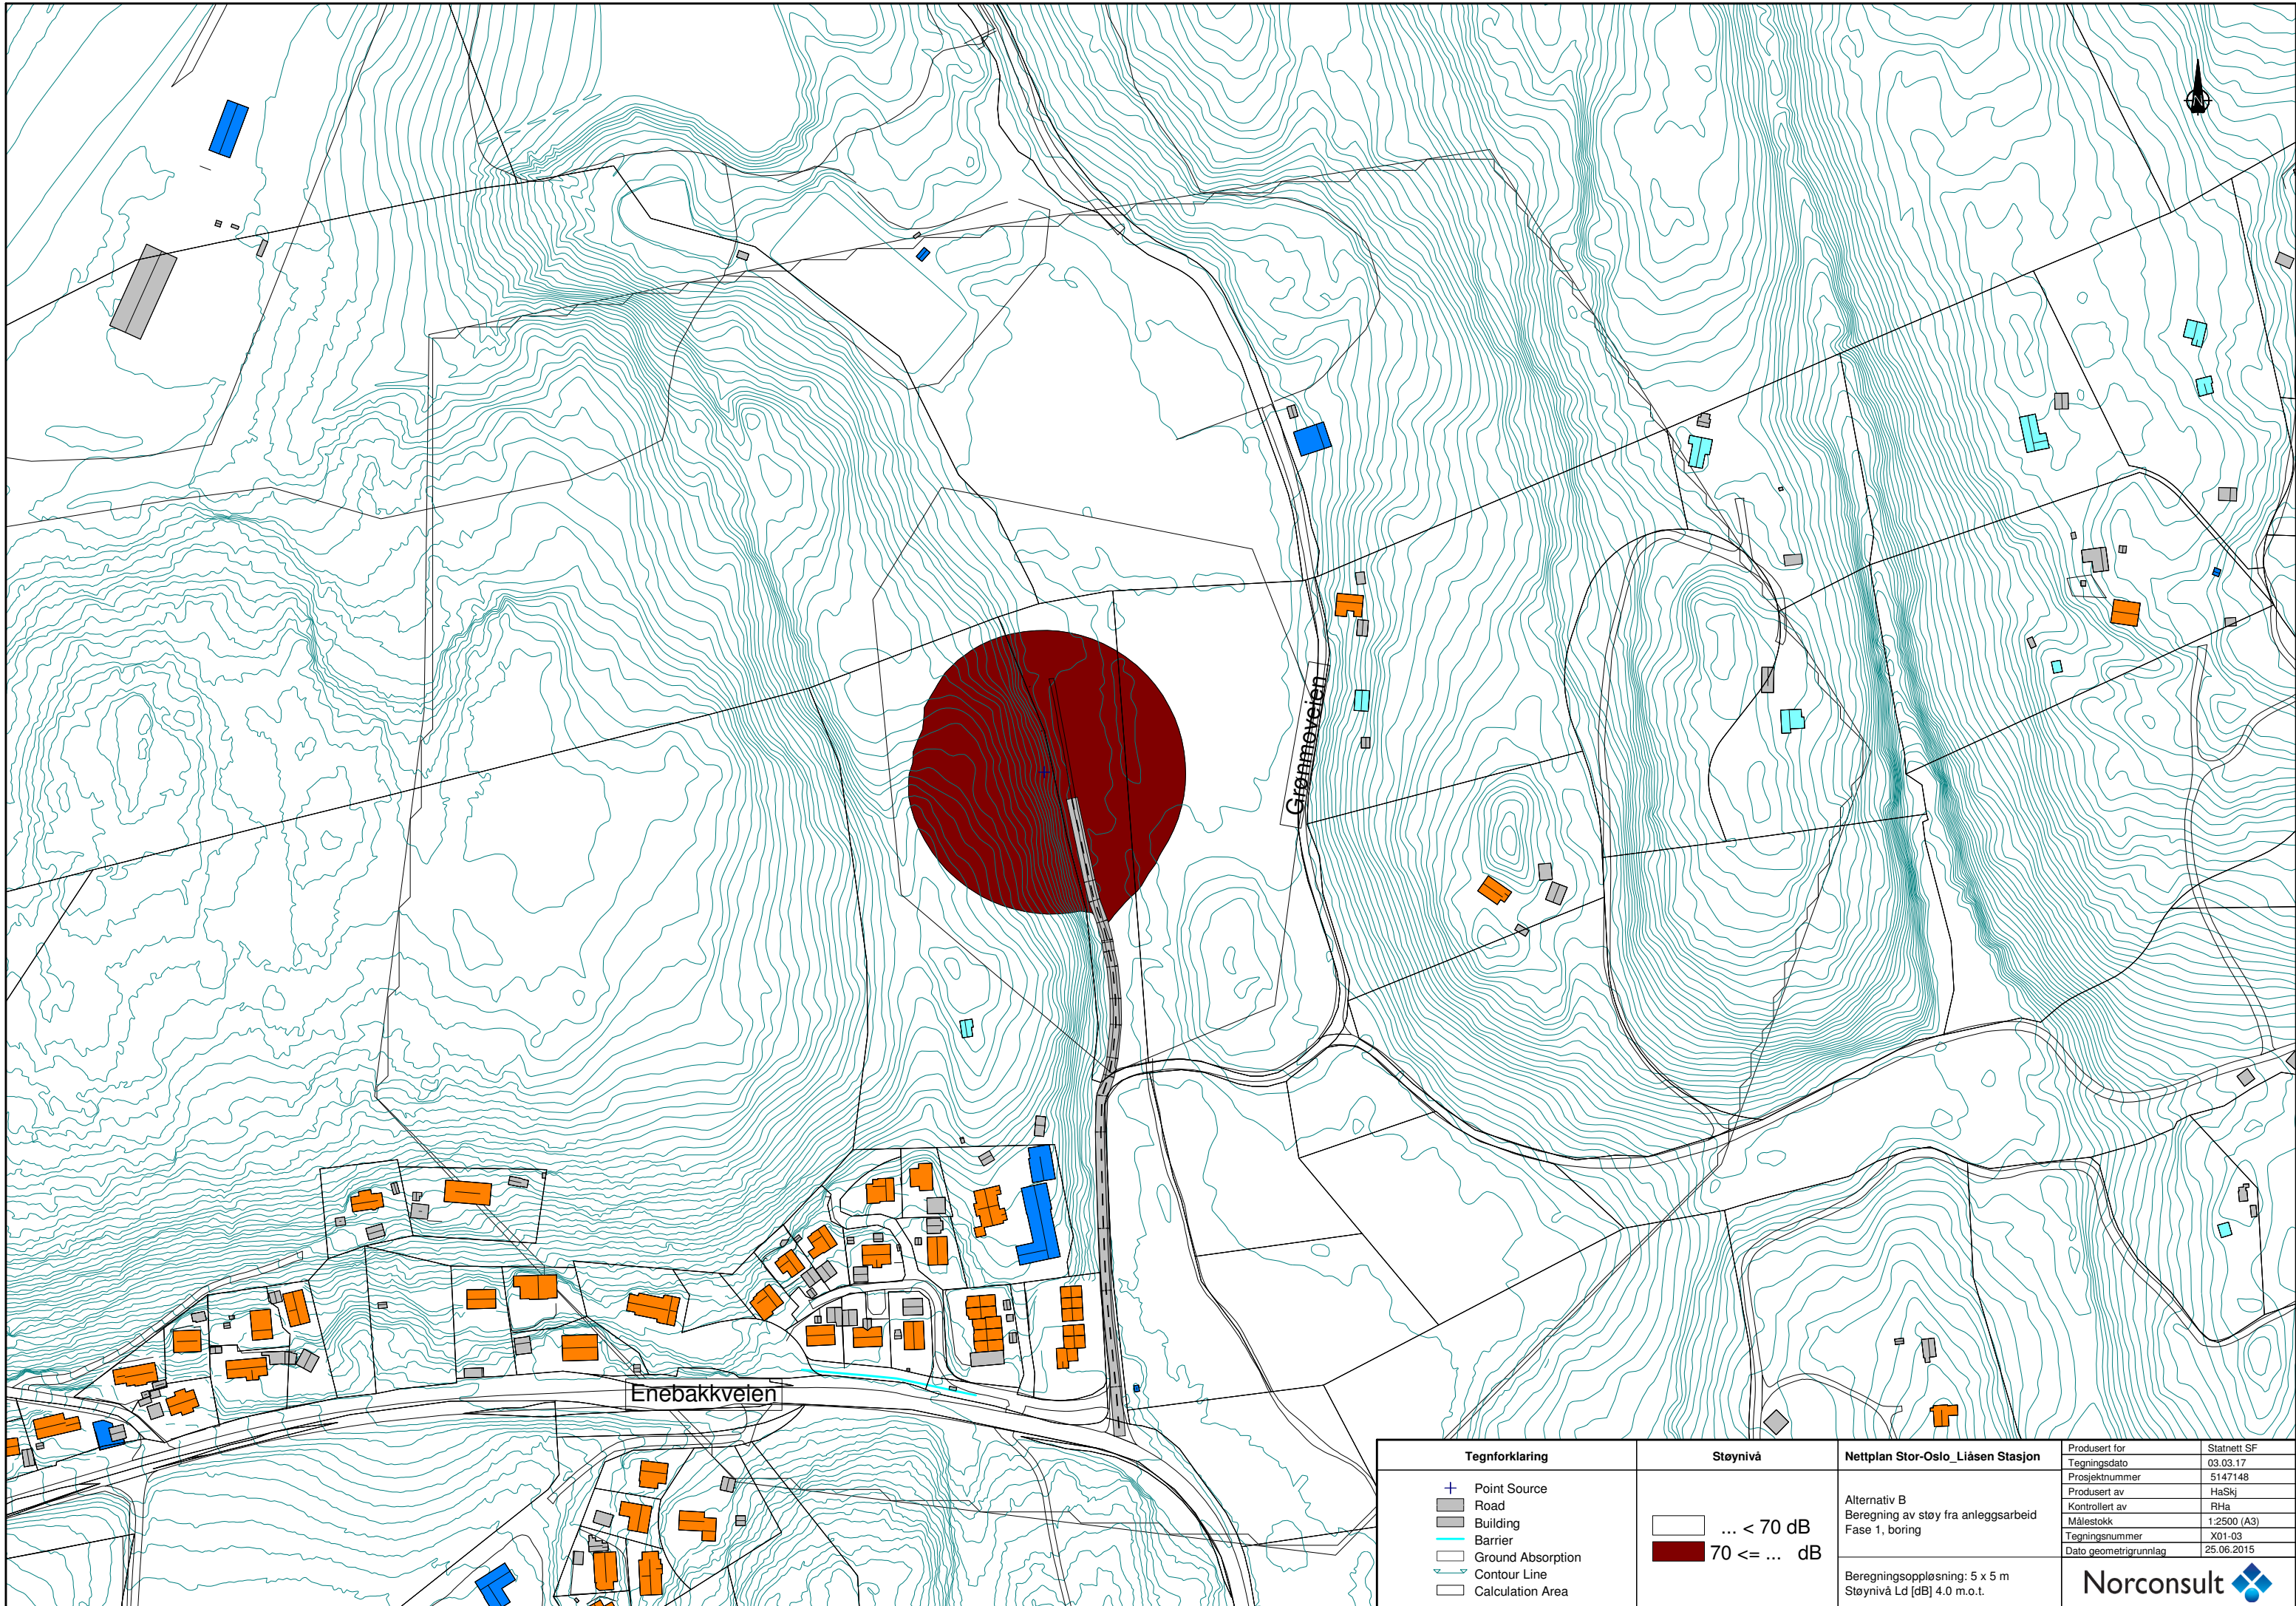 N
Grønmoveien
Enebakkveien
Tegnforklaring
Point Source
Road
Building
Barrier
Ground Absorption
Contour Line
Calculation Area
Støynivå
... < 70 dB
70 <= ... dB
Nettplan Stor-Oslo_Liåsen Stasjon
Alternativ B
Beregning av støy fra anleggsarbeid
Fase 1, boring
Beregningsoppløsning: 5 x 5 m
Støynivå Ld [dB] 4.0 m.o.t.
Produsert for Statnett SF
Tegningsdato 03.03.17
Prosjektnummer 5147148
Produsert av HaSkj
Kontrollert av RHa
Målestokk 1:2500 (A3)
Tegningsnummer X01-03
Dato geometrigrunnlag 25.06.2015
Norconsult